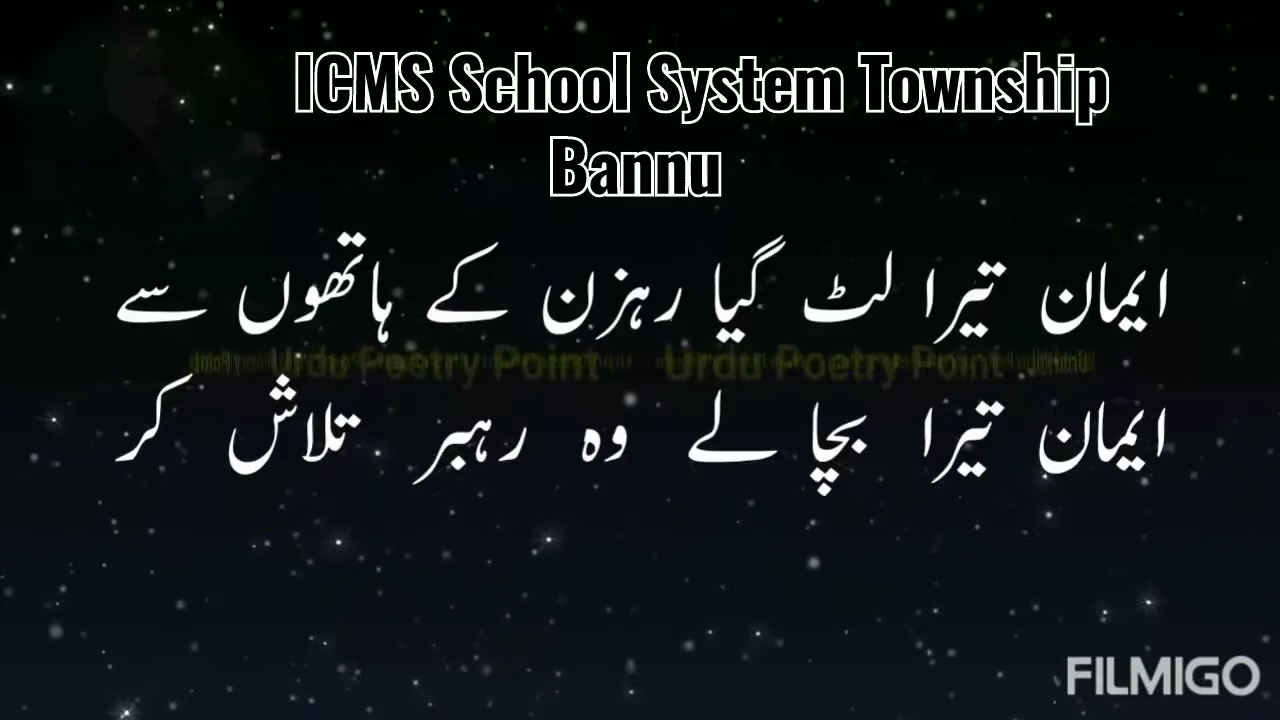 ICMS School System Township
Bannu
ایمان تیرا لٹ گیا رہزن کے ہاتھوں سے
Urdu Poetry Point Urdu Poetry Point
ایمان تیرا بچا لے وہ رہبر تلاش کر
FILMIGO